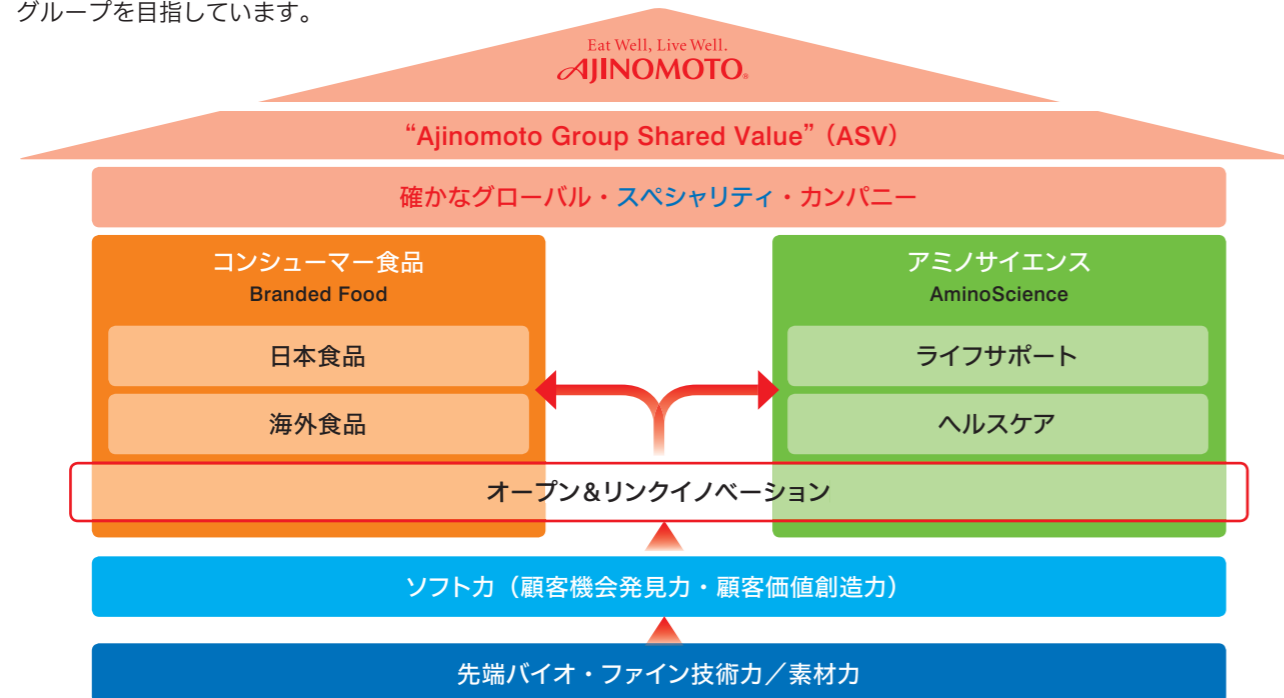 グループを目指しています。
Eat Well, Live Well.
AJINOMOTO®
“Ajinomoto Group Shared Value”（ASV）
確かなグローバル・スペシャリティ・カンパニー
コンシューマー食品
Branded Food
日本食品
海外食品
アミノサイエンス
AminoScience
ライフサポート
ヘルスケア
オープン&リンクイノベーション
ソフト力（顧客機会発見力・顧客価値創造力）
先端バイオ・ファイン技術力／素材力